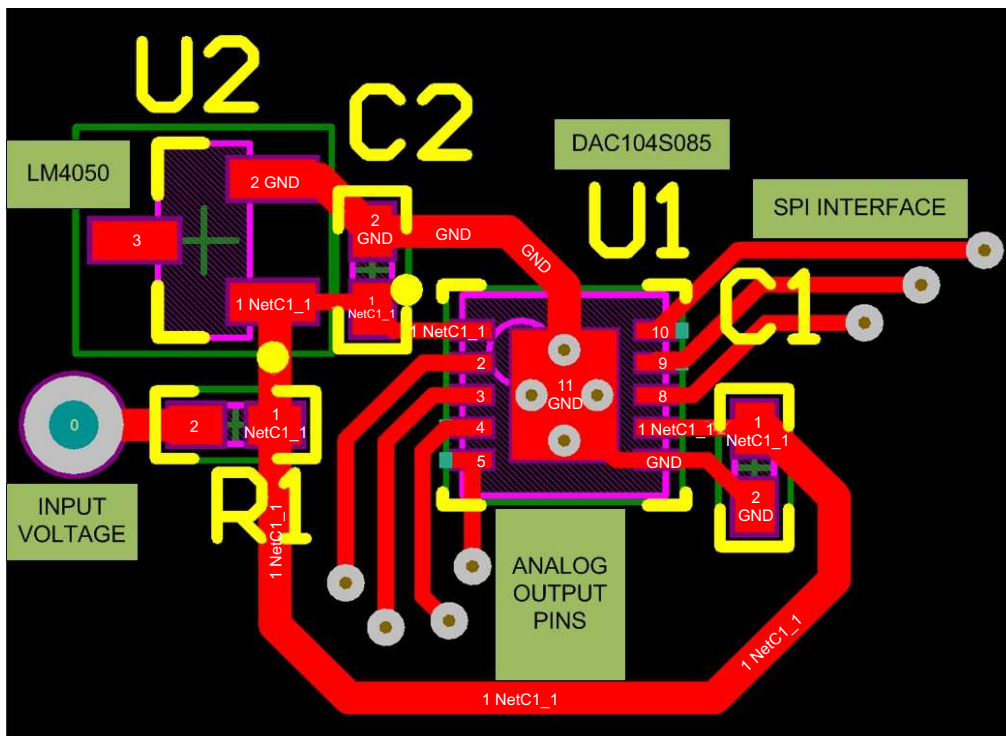 U2
C2
LM4050
DAC104S085
U1
SPI INTERFACE
2 GND
2
GND
GND
GND
3
1 NetC1_1
1
NetC1_1
1 NetC1_1
10
C1
2
9
11
GND
3
8
0
2
1
NetC1_1
4
1 NetC1_1
1
NetC1_1
5
GND
R1
INPUT
VOLTAGE
2
GND
1 NetC1_1
ANALOG
OUTPUT
PINS
1 NetC1_1
1 NetC1_1